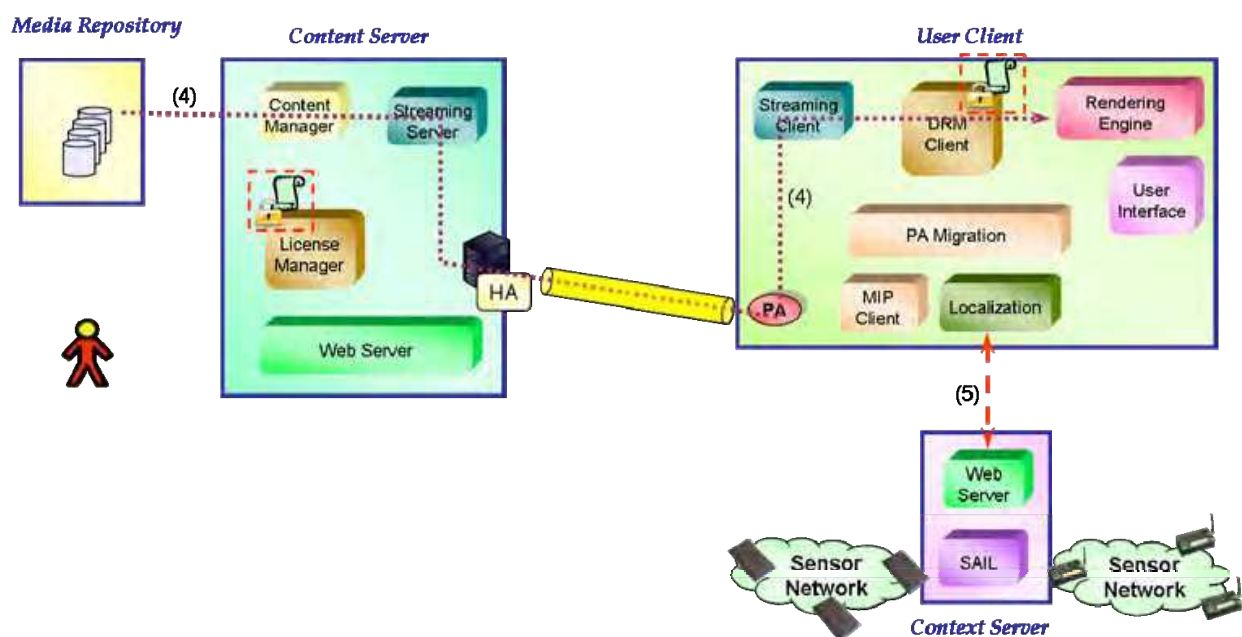 Media Repository
Content Server
User Client
(4)
Content
Manager
Streaming
Server
License
Manager
HA
Web Server
Streaming
Client
DRM
Client
Rendering
Engine
User
Interface
(4)
PA Migration
PA
MIP
Client
Localization
(5)
Web
Server
SAIL
Sensor
Network
Sensor
Network
Context Server